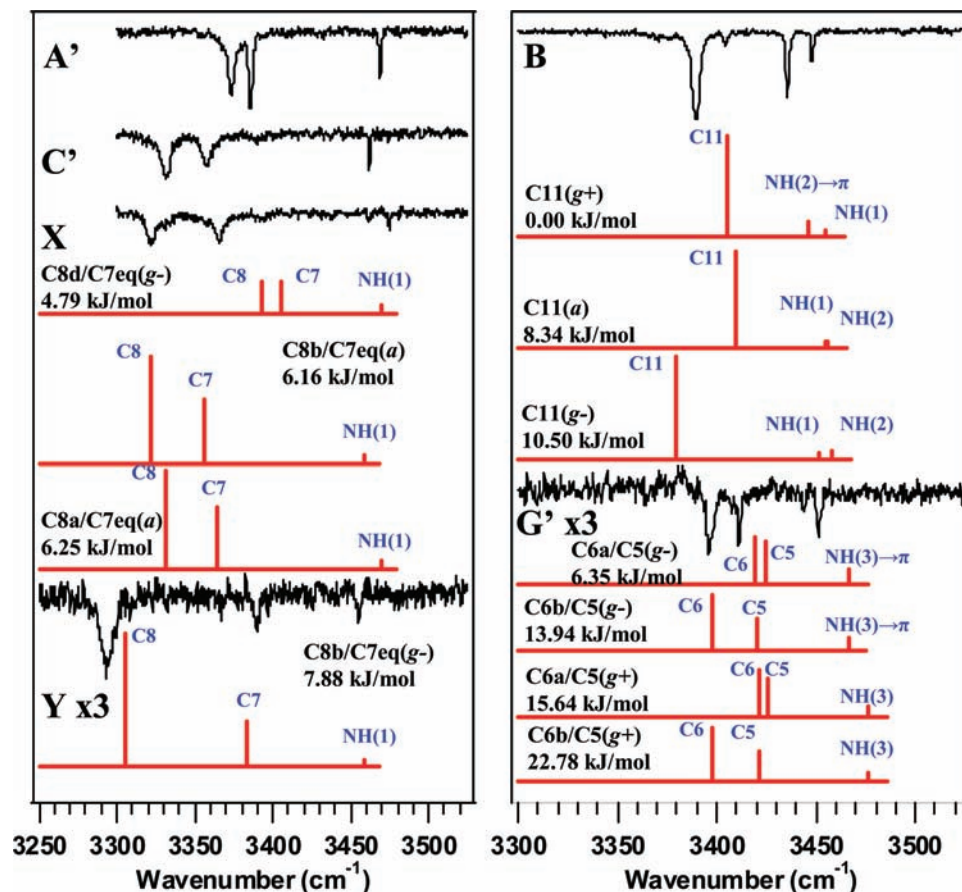 A’
C’
X
C8d/C7eq(g-)
4.79 kJ/mol
C8
C7
NH(1)
C8b/C7eq(a)
6.16 kJ/mol
C8
C7
NH(1)
C8a/C7eq(a)
6.25 kJ/mol
C8
C7
NH(1)
C8b/C7eq(g-)
7.88 kJ/mol
Y x3
C8
C7
NH(1)
3250 3300 3350 3400 3450 3500
Wavenumber (cm-1)
B
C11(g+)
0.00 kJ/mol
C11
NH(2)→π
NH(1)
C11(a)
8.34 kJ/mol
C11
NH(1)
NH(2)
C11(g-)
10.50 kJ/mol
C11
NH(1)
NH(2)
G’ x3
C6a/C5(g-)
6.35 kJ/mol
C6
C5
NH(3)→π
C6b/C5(g-)
13.94 kJ/mol
C6
C5
NH(3)→π
C6a/C5(g+)
15.64 kJ/mol
C6
C5
NH(3)
C6b/C5(g+)
22.78 kJ/mol
C6
C5
NH(3)
3300 3400 3500
Wavenumber (cm-1)